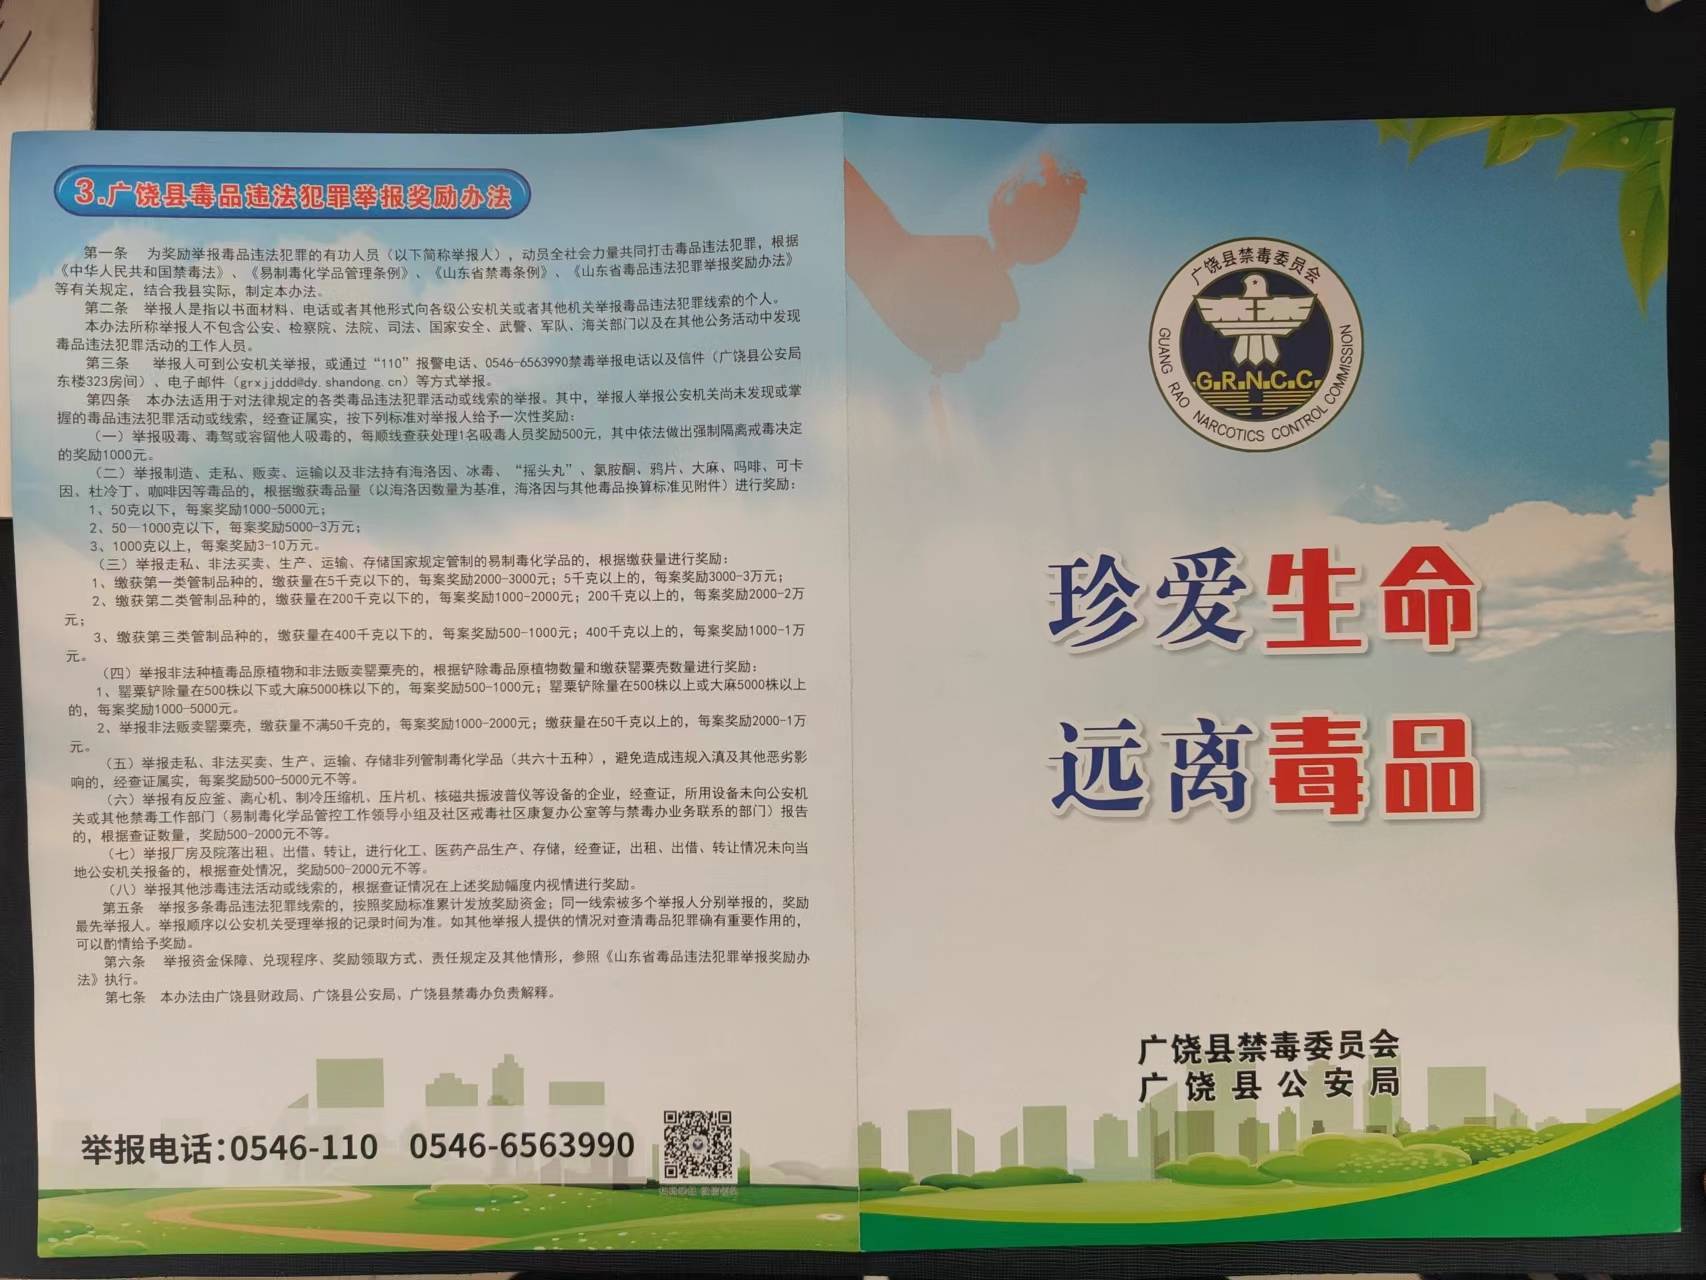 3.广饶县毒品违法犯罪举报奖励办法
第一条 为奖励举报毒品违法犯罪的有功人员（以下简称举报人），动员全社会力量共同打击毒品违法犯罪，根据
《中华人民共和国禁毒法》、《易制毒化学品管理条例》、《山东省禁毒条例》、《山东省毒品违法犯罪举报奖励办法》
等有关规定，结合我县实际，制定本办法。
第二条 举报人是指以书面材料、电话或者其他形式向各级公安机关或者其他机关举报毒品违法犯罪线索的个人。
本办法所称举报人不包含公安、检察院、法院、司法、国家安全、武警、军队、海关部门以及在其他公务活动中发现
毒品违法犯罪活动的工作人员。
第三条 举报人可到公安机关举报，或通过“110”报警电话、0546-6563990禁毒举报电话以及信件（广饶县公安局
东楼323房间）、电子邮件（grxjjddd@dy.shandong.cn）等方式举报。
第四条 本办法适用于对法律规定的各类毒品违法犯罪活动或线索的举报。其中，举报人举报公安机关尚未发现或掌
握的毒品违法犯罪活动或线索，经查证属实，按下列标准对举报人给予一次性奖励：
（一）举报吸毒、毒驾或容留他人吸毒的，每顺线查获处理1名吸毒人员奖励500元，其中依法做出强制隔离戒毒决定
的奖励1000元。
（二）举报制造、走私、贩卖、运输以及非法持有海洛因、冰毒、“摇头丸”、氯胺酮、鸦片、大麻、吗啡、可卡
因、杜冷丁、咖啡因等毒品的，根据缴获毒品量（以海洛因数量为基准，海洛因与其他毒品换算标准见附件）进行奖励：
1、50克以下，每案奖励1000-5000元；
2、50－1000克以下，每案奖励5000-3万元；
3、1000克以上，每案奖励3-10万元。
（三）举报走私、非法买卖、生产、运输、存储国家规定管制的易制毒化学品的，根据缴获量进行奖励：
1、缴获第一类管制品种的，缴获量在5千克以下的，每案奖励2000-3000元；5千克以上的，每案奖励3000-3万元；
2、缴获第二类管制品种的，缴获量在200千克以下的，每案奖励1000-2000元；200千克以上的，每案奖励2000-2万
元；
3、缴获第三类管制品种的，缴获量在400千克以下的，每案奖励500-1000元；400千克以上的，每案奖励1000-1万
元。
（四）举报非法种植毒品原植物和非法贩卖罂粟壳的，根据铲除毒品原植物数量和缴获罂粟壳数量进行奖励：
1、罂粟铲除量在500株以下或大麻5000株以下的，每案奖励500-1000元；罂粟铲除量在500株以上或大麻5000株以上
的，每案奖励1000-5000元。
2、举报非法贩卖罂粟壳，缴获量不满50千克的，每案奖励1000-2000元；缴获量在50千克以上的，每案奖励2000-1万
元。
（五）举报走私、非法买卖、生产、运输、存储非列管制毒化学品（共六十五种），避免造成违规入滇及其他恶劣影
响的，经查证属实，每案奖励500-5000元不等。
（六）举报有反应釜、离心机、制冷压缩机、压片机、核磁共振波普仪等设备的企业，经查证，所用设备未向公安机
关或其他禁毒工作部门（易制毒化学品管控工作领导小组及社区戒毒社区康复办公室等与禁毒办业务联系的部门）报告
的，根据查证数量，奖励500-2000元不等。
（七）举报厂房及院落出租、出借、转让，进行化工、医药产品生产、存储，经查证，出租、出借、转让情况未向当
地公安机关报备的，根据查处情况，奖励500-2000元不等。
（八）举报其他涉毒违法活动或线索的，根据查证情况在上述奖励幅度内视情进行奖励。
第五条 举报多条毒品违法犯罪线索的，按照奖励标准累计发放奖励资金；同一线索被多个举报人分别举报的，奖励
最先举报人。举报顺序以公安机关受理举报的记录时间为准。如其他举报人提供的情况对查清毒品犯罪确有重要作用的，
可以酌情给予奖励。
第六条 举报资金保障、兑现程序、奖励领取方式、责任规定及其他情形，参照《山东省毒品违法犯罪举报奖励办
法》执行。
第七条 本办法由广饶县财政局、广饶县公安局、广饶县禁毒办负责解释。
举报电话：0546-110 0546-6563990
广饶县禁毒委员会
G.R.N.C.C.
GUANG RAO NARCOTICS CONTROL COMMISSION
珍爱生命
远离毒品
广饶县禁毒委员会
广饶县公安局